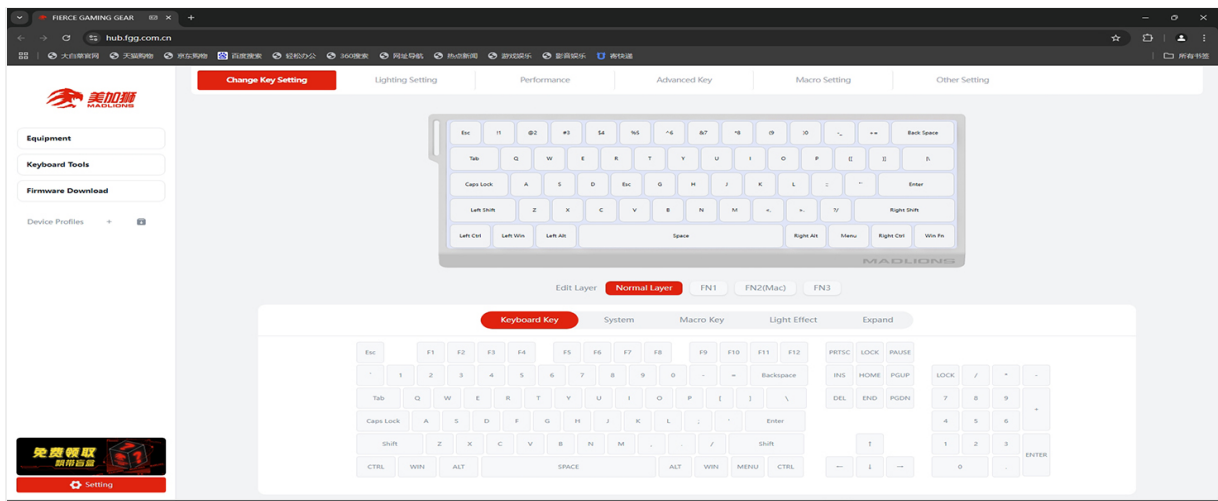 FIERCE GAMING GEAR
hub.fgg.com.cn
大白菜官网 天猫购物 京东购物 百度搜索 轻松办公 360搜索 网址导航 热点新闻 游戏娱乐 影音娱乐 寄快递 所有书签
美加狮
MADLIONS
Equipment
Keyboard Tools
Firmware Download
Device Profiles +
Change Key Setting Lighting Setting Performance Advanced Key Macro Setting Other Setting
Esc !1 @2 #3 $4 %5 ^6 &7 *8 (9 )0 -_ += Back Space
Tab Q W E R T Y U I O P {[ }] |\
Caps Lock A S D Esc G H J K L : " Enter
Left Shift Z X C V B N M <, >. ?/ Right Shift
Left Ctrl Left Win Left Alt Space Right Alt Menu Right Ctrl Win Fn
MADLIONS
Edit Layer Normal Layer FN1 FN2(Mac) FN3
Keyboard Key System Macro Key Light Effect Expand
Esc F1 F2 F3 F4 F5 F6 F7 F8 F9 F10 F11 F12 PRTSC LOCK PAUSE
` 1 2 3 4 5 6 7 8 9 0 - = Backspace INS HOME PGUP LOCK / * -
Tab Q W E R T Y U I O P [ ] \ DEL END PGDN 7 8 9 +
Caps Lock A S D F G H J K L ; ' Enter 4 5 6
Shift Z X C V B N M , . / Shift ↑ 1 2 3 ENTER
CTRL WIN ALT SPACE ALT WIN MENU CTRL ← ↓ → 0 .
免费领取
飘带盲盒
Setting